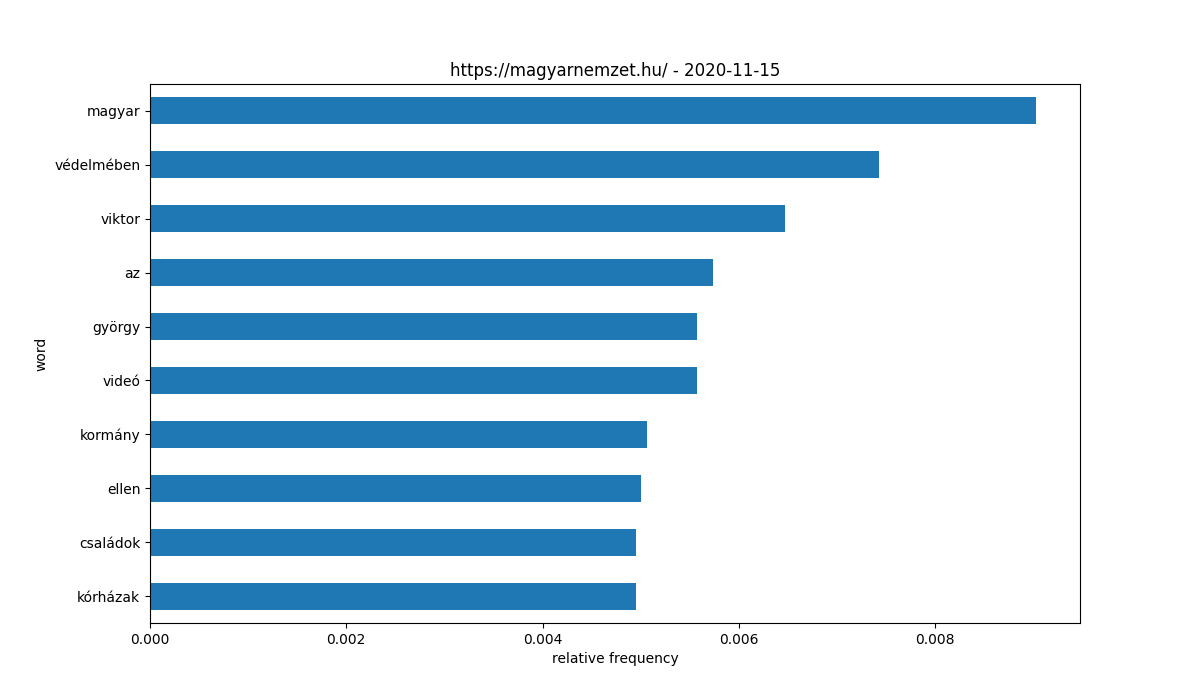 https://magyarnemzet.hu/ - 2020-11-15
magyar
védelmében
viktor
az
györgy
videó
kormány
ellen
családok
kórházak
word
0.000 0.002 0.004 0.006 0.008
relative frequency